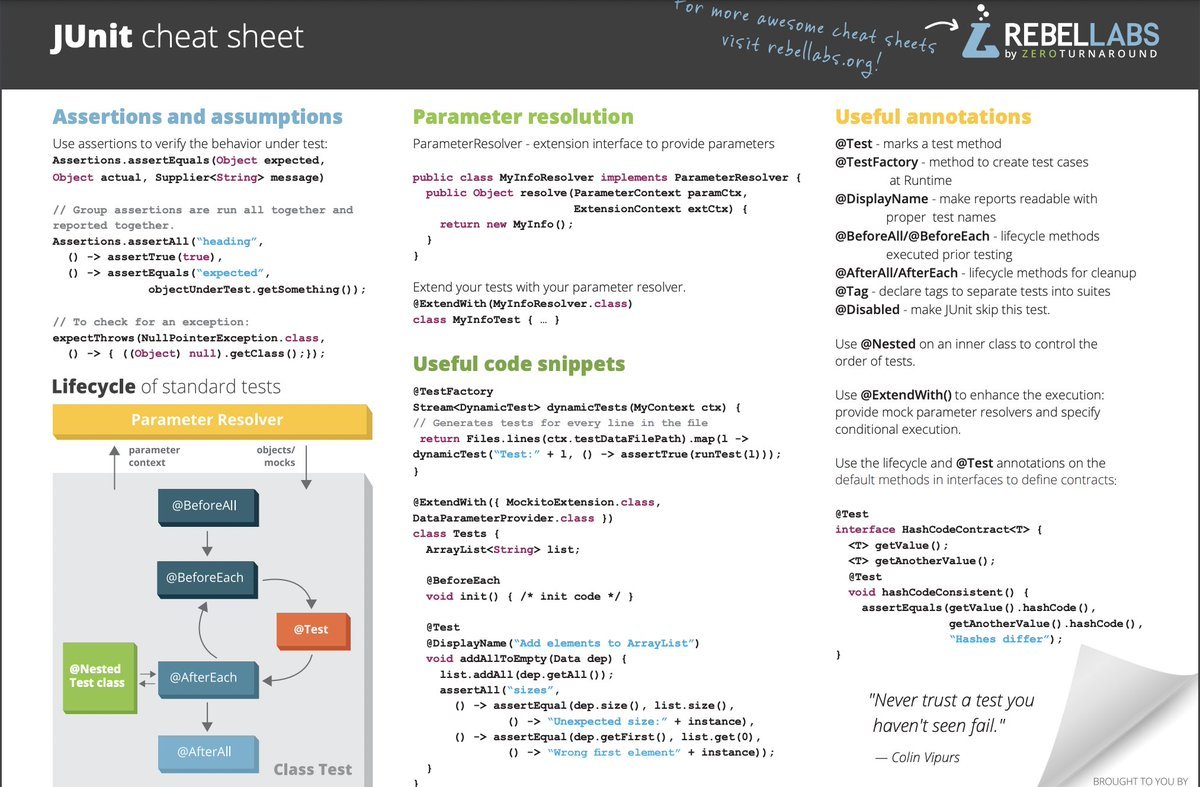 JUnit cheat sheet
For more awesome cheat sheets
visit rebellabs.org!
REBELLABS
by ZEROTURNAROUND
Assertions and assumptions
Use assertions to verify the behavior under test:
Assertions.assertEquals(Object expected,
Object actual, Supplier<String> message)
// Group assertions are run all together and
reported together.
Assertions.assertAll(“heading”,
() -> assertTrue(true),
() -> assertEquals(“expected”,
objectUnderTest.getSomething());
// To check for an exception:
expectThrows(NullPointerException.class,
() -> { ((Object) null).getClass();});
Lifecycle of standard tests
Parameter Resolver
parameter
context
objects/
mocks
@BeforeAll
@BeforeEach
@Test
@Nested
Test class
@AfterEach
@AfterAll
Class Test
Parameter resolution
ParameterResolver - extension interface to provide parameters
public class MyInfoResolver implements ParameterResolver {
public Object resolve(ParameterContext paramCtx,
ExtensionContext extCtx) {
return new MyInfo();
}
}
Extend your tests with your parameter resolver.
@ExtendWith(MyInfoResolver.class)
class MyInfoTest { … }
Useful code snippets
@TestFactory
Stream<DynamicTest> dynamicTests(MyContext ctx) {
// Generates tests for every line in the file
return Files.lines(ctx.testDataFilePath).map(l ->
dynamicTest(“Test:” + l, () -> assertTrue(runTest(l)));
}
@ExtendWith({ MockitoExtension.class,
DataParameterProvider.class })
class Tests {
ArrayList<String> list;
@BeforeEach
void init() { /* init code */ }
@Test
@DisplayName(“Add elements to ArrayList”)
void addAllToEmpty(Data dep) {
list.addAll(dep.getAll());
assertAll(“sizes”,
() -> assertEqual(dep.size(), list.size(),
() -> “Unexpected size:” + instance),
() -> assertEqual(dep.getFirst(), list.get(0),
() -> “Wrong first element” + instance));
}
}
Useful annotations
@Test - marks a test method
@TestFactory - method to create test cases
at Runtime
@DisplayName - make reports readable with
proper test names
@BeforeAll/@BeforeEach - lifecycle methods
executed prior testing
@AfterAll/AfterEach - lifecycle methods for cleanup
@Tag - declare tags to separate tests into suites
@Disabled - make JUnit skip this test.
Use @Nested on an inner class to control the
order of tests.
Use @ExtendWith() to enhance the execution:
provide mock parameter resolvers and specify
conditional execution.
Use the lifecycle and @Test annotations on the
default methods in interfaces to define contracts:
@Test
interface HashCodeContract<T> {
<T> getValue();
<T> getAnotherValue();
@Test
void hashCodeConsistent() {
assertEquals(getValue().hashCode(),
getAnotherValue().hashCode(),
“Hashes differ”);
}
"Never trust a test you
haven't seen fail."
— Colin Vipurs
BROUGHT TO YOU BY